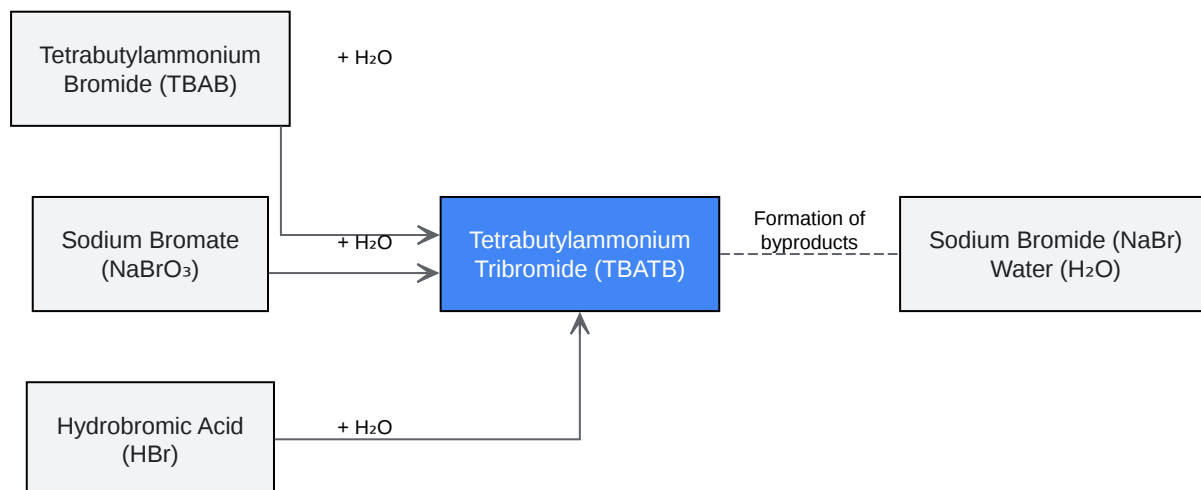 Tetrabutylammonium
Bromide (TBAB)
+ H₂O
Sodium Bromate
(NaBrO₃)
+ H₂O
Tetrabutylammonium
Tribromide (TBATB)
Formation of
byproducts
Sodium Bromide (NaBr)
Water (H₂O)
Hydrobromic Acid
(HBr)
+ H₂O